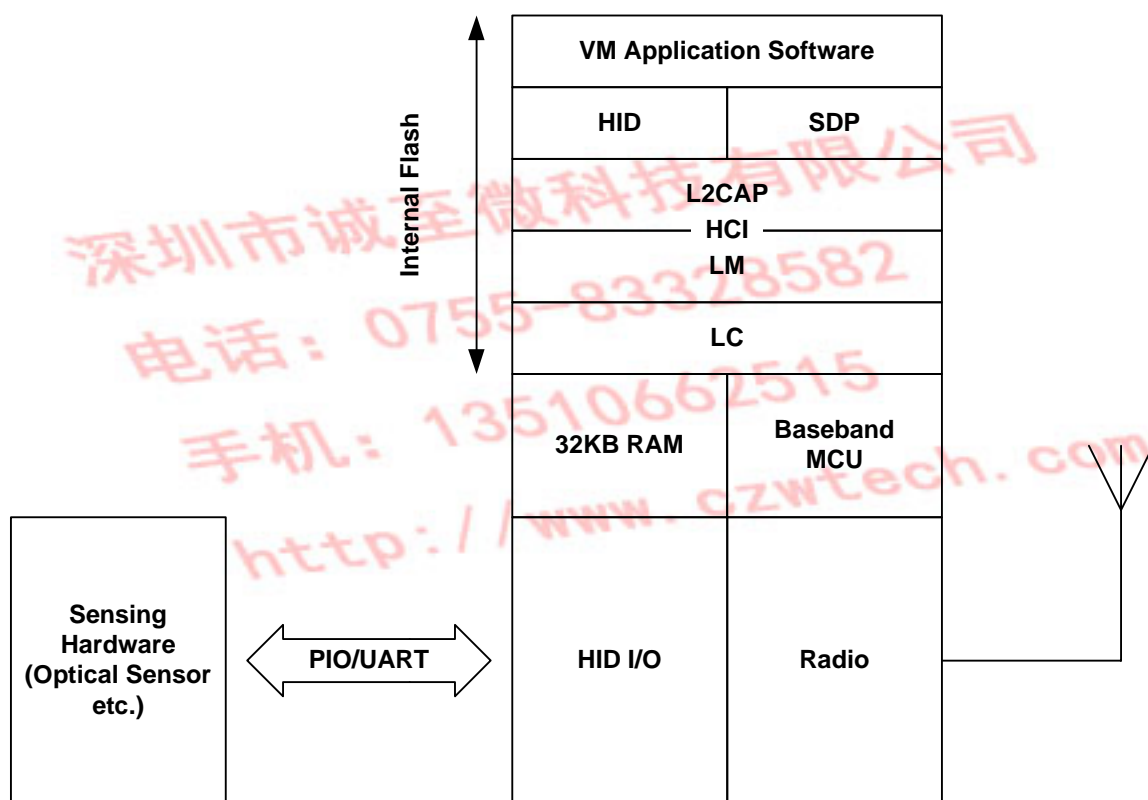 VM Application Software
HID
SDP
Internal Flash
L2CAP
HCI
LM
LC
32KB RAM
Baseband
MCU
Sensing
Hardware
(Optical Sensor
etc.)
PIO/UART
HID I/O
Radio
深圳市诚至微科技有限公司
电话：0755-83328582
手机：13510662515
http://www.czwtech.com